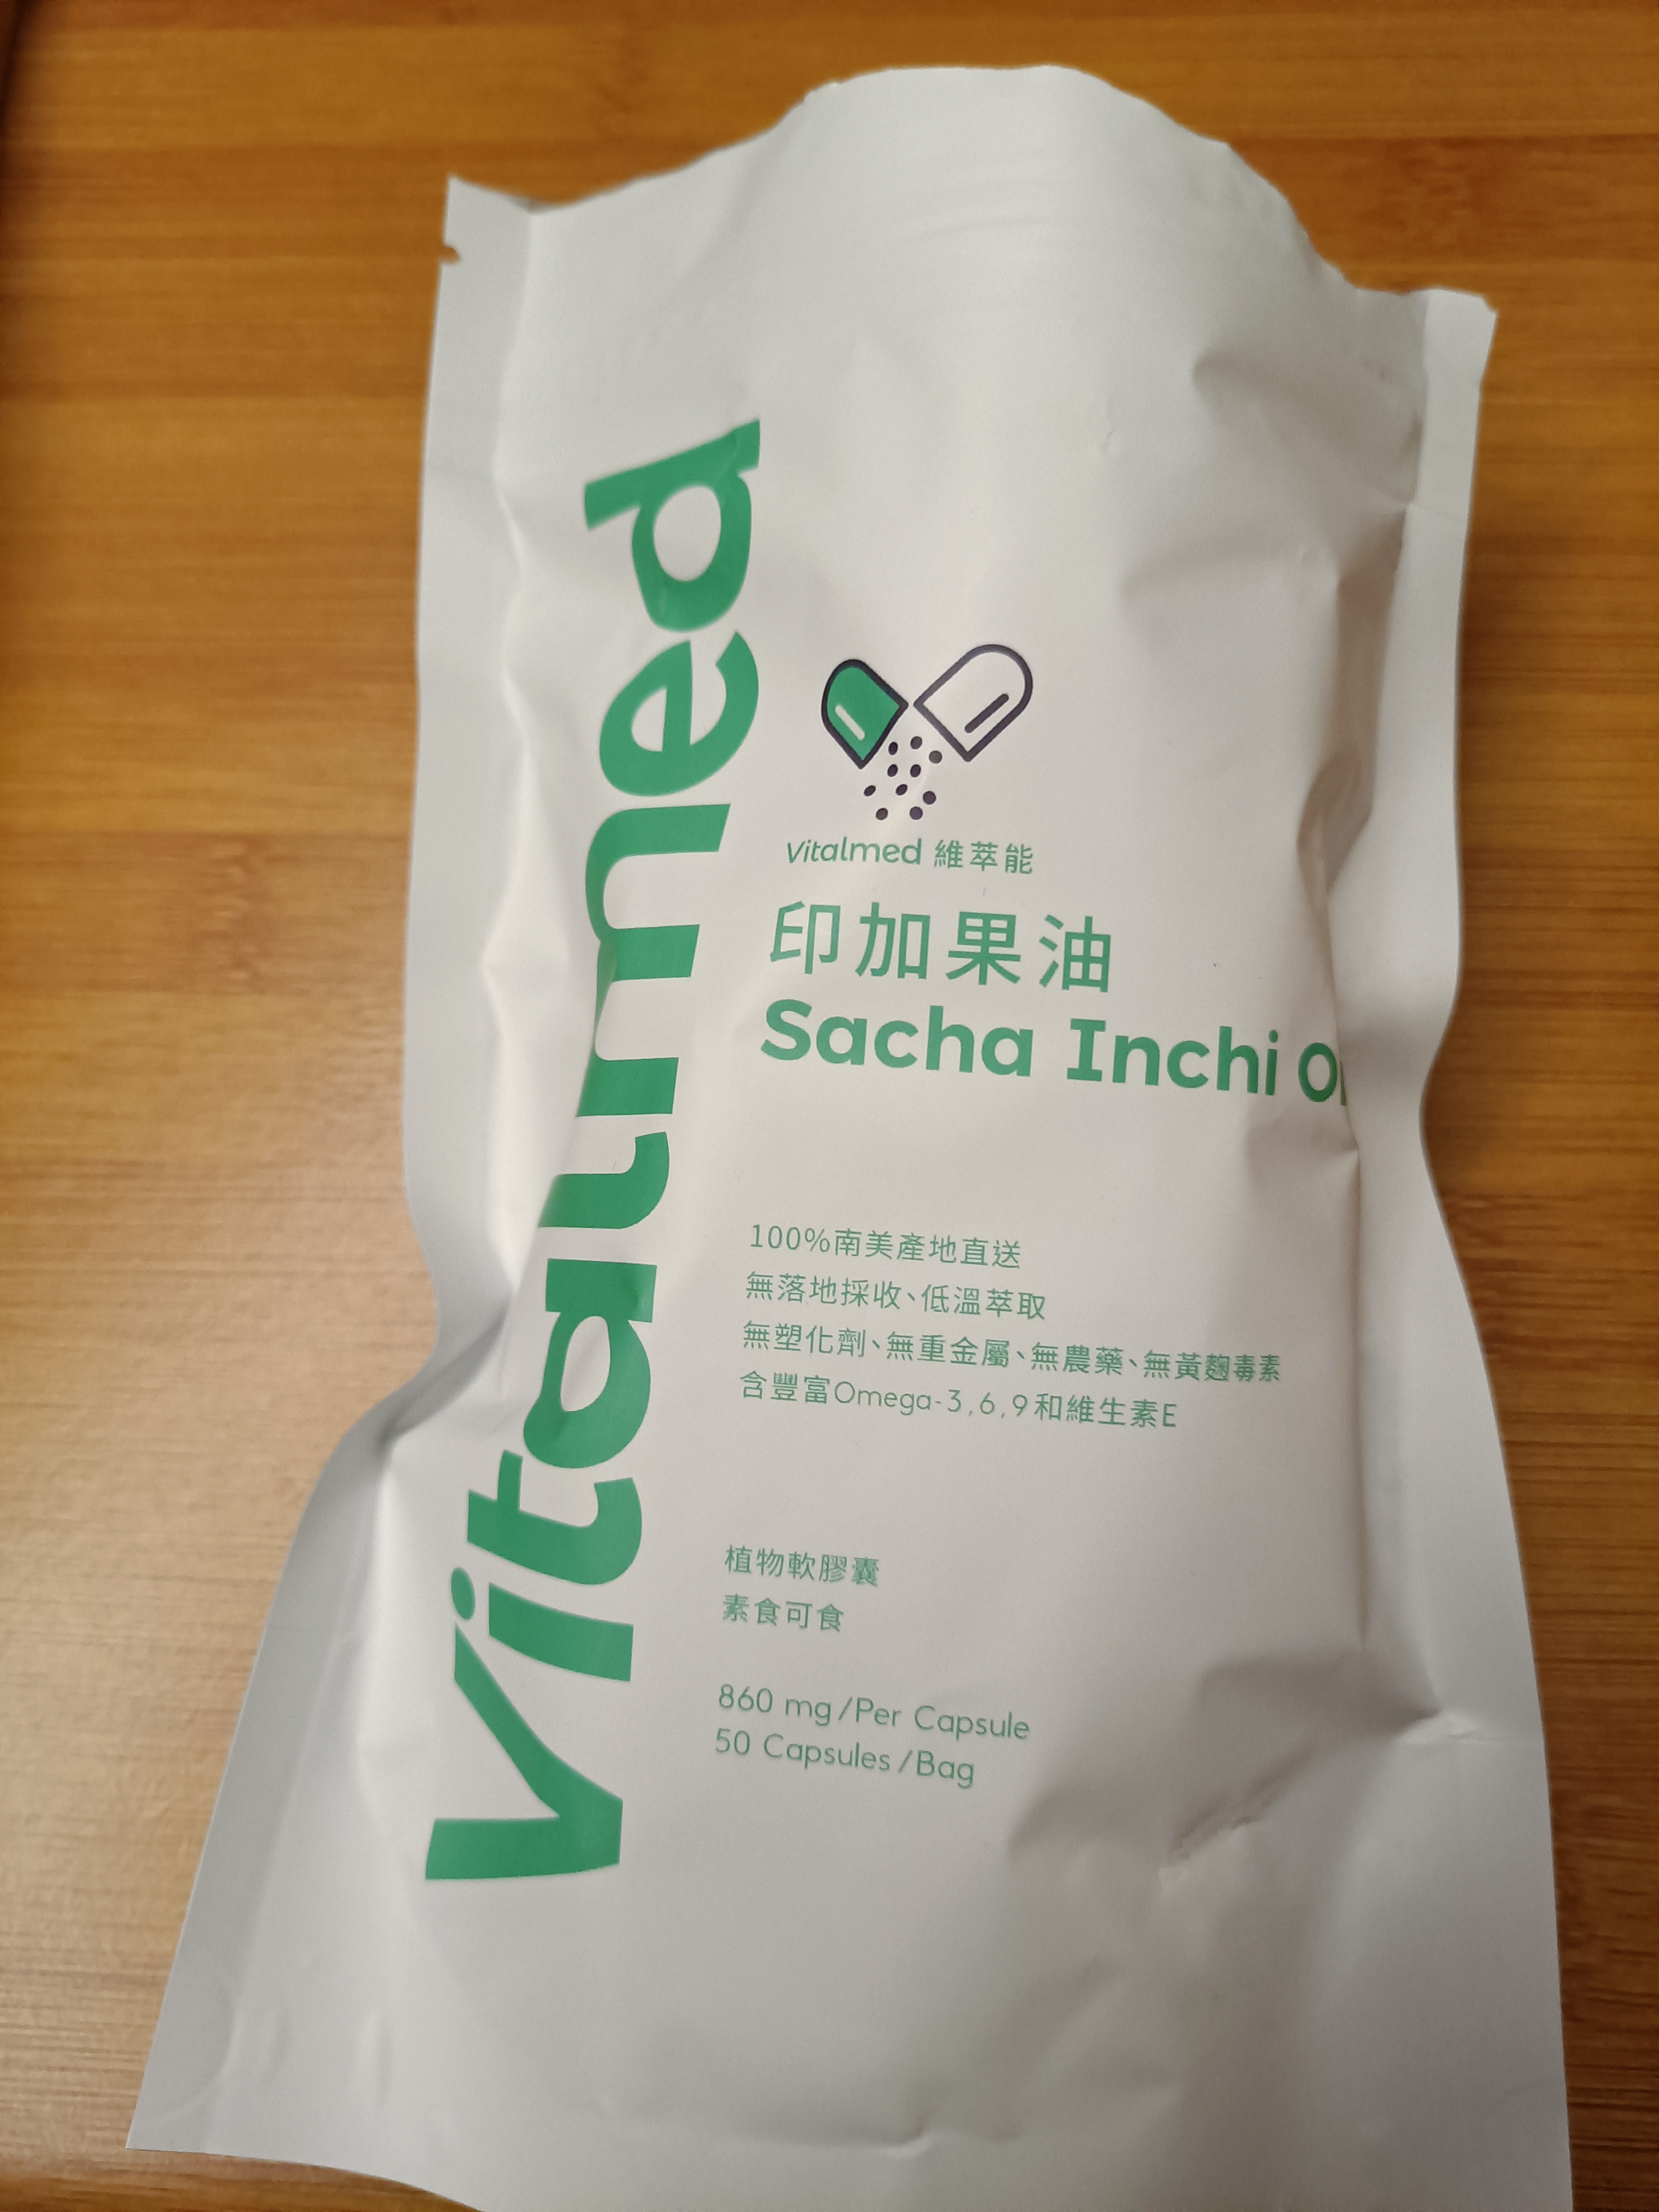 Vitalmed
Vitalmed 維萃能
印加果油
Sacha Inchi
100%南美產地直送
無落地採收、低溫萃取
無塑化劑、無重金屬、無農藥、無黃麴毒素
含豐富Omega-3,6,9和維生素E
植物軟膠囊
素食可食
860 mg/Per Capsule
50 Capsules/Bag